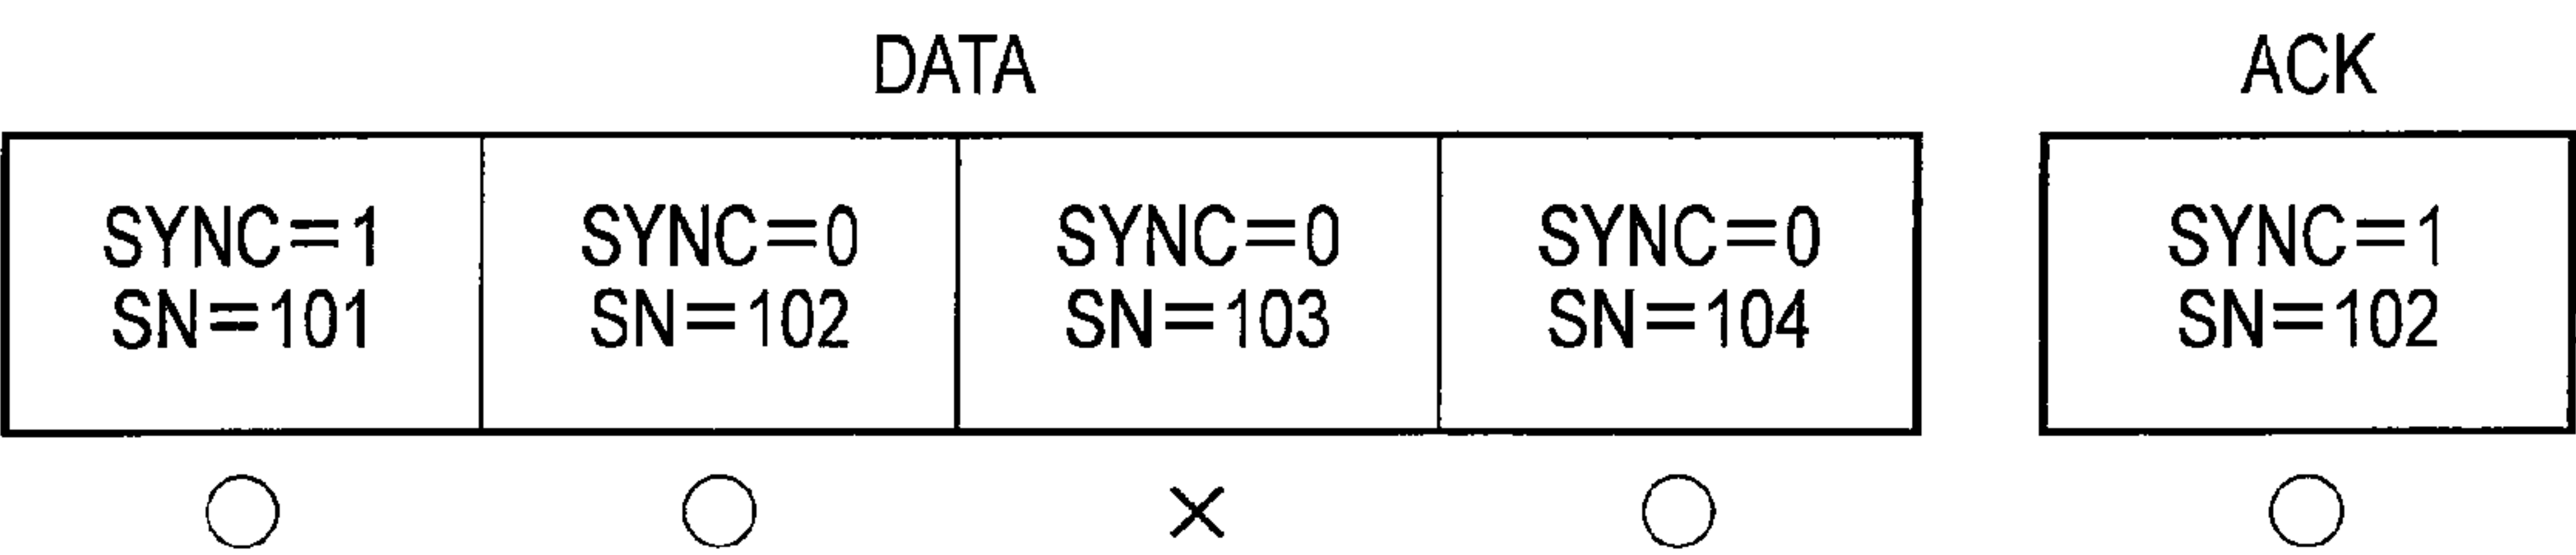 DATA
ACK
SYNC=1
SN=101
SYNC=0
SN=102
SYNC=0
SN=103
SYNC=0
SN=104
SYNC=1
SN=102